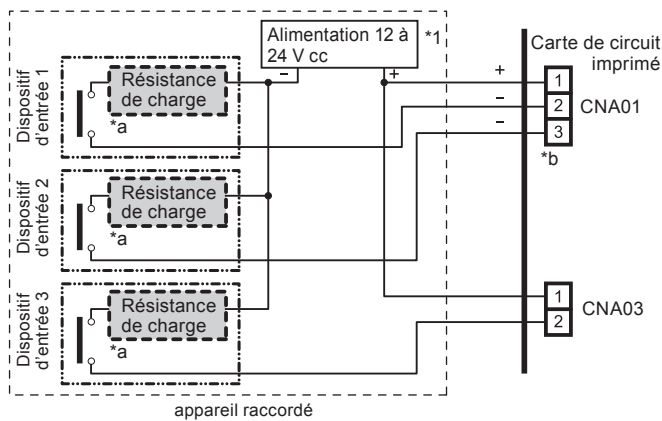 Alimentation 12 à
24 V cc
*1
–
+
Carte de circuit
imprimé
Dispositif
d'entrée 1
Résistance
de charge
*a
+
–
–
1
2
3
CNA01
*b
Dispositif
d'entrée 2
Résistance
de charge
*a
Dispositif
d'entrée 3
Résistance
de charge
*a
1
2
CNA03
appareil raccordé